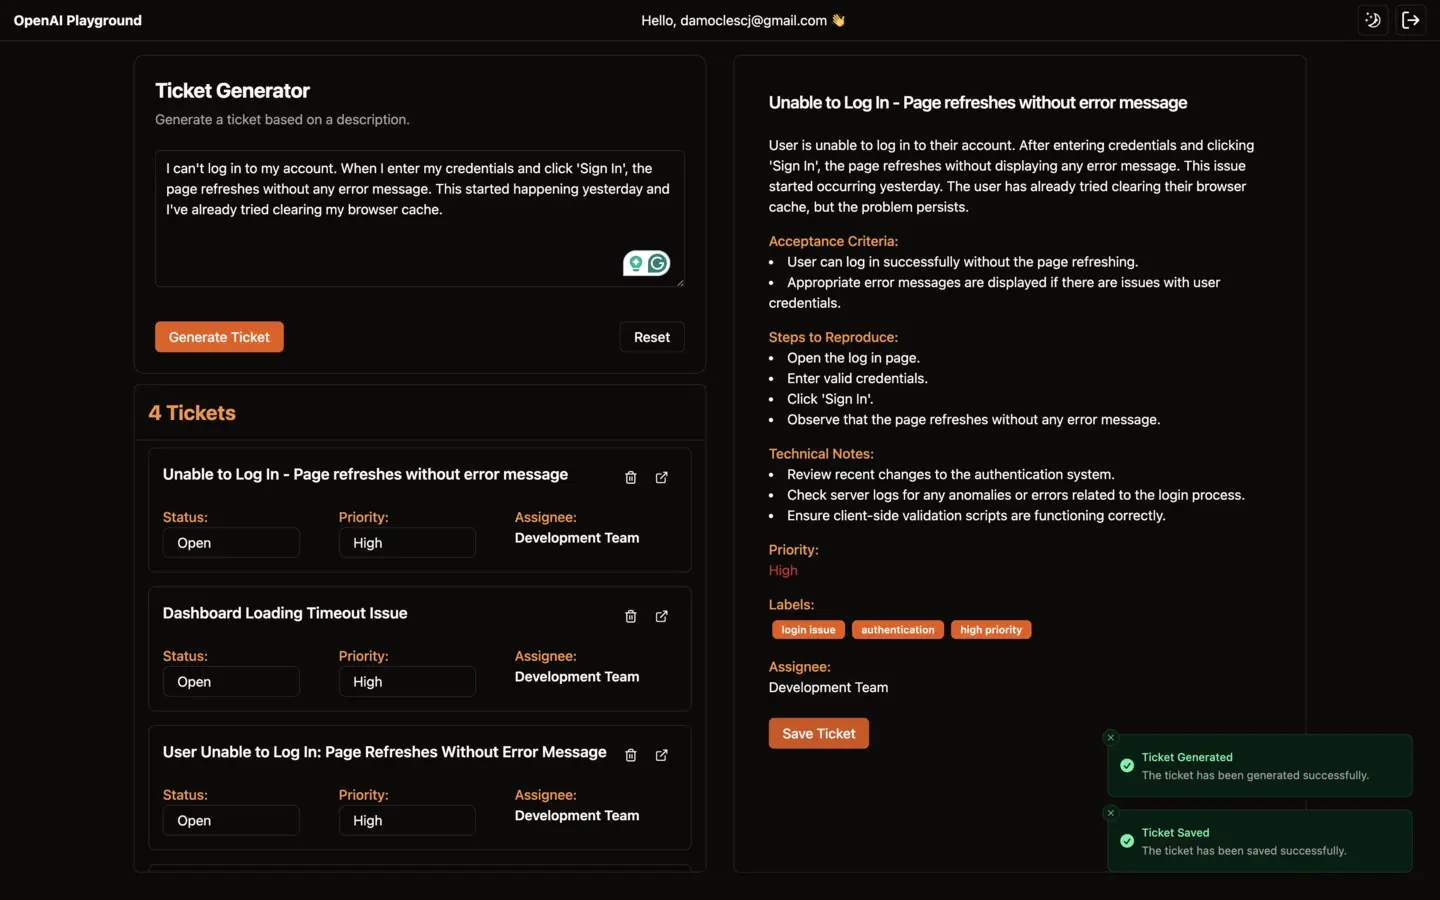 OpenAI Playground
Hello, damoclescj@gmail.com 👋
Ticket Generator
Generate a ticket based on a description.
I can't log in to my account. When I enter my credentials and click 'Sign In', the
page refreshes without any error message. This started happening yesterday and
I've already tried clearing my browser cache.
Generate Ticket
Reset
4 Tickets
Unable to Log In - Page refreshes without error message
Status:
Priority:
Assignee:
Open
High
Development Team
Dashboard Loading Timeout Issue
Status:
Priority:
Assignee:
Open
High
Development Team
User Unable to Log In: Page Refreshes Without Error Message
Status:
Priority:
Assignee:
Open
High
Development Team
Unable to Log In - Page refreshes without error message
User is unable to log in to their account. After entering credentials and clicking
'Sign In', the page refreshes without displaying any error message. This issue
started occurring yesterday. The user has already tried clearing their browser
cache, but the problem persists.
Acceptance Criteria:
• User can log in successfully without the page refreshing.
• Appropriate error messages are displayed if there are issues with user
credentials.
Steps to Reproduce:
• Open the log in page.
• Enter valid credentials.
• Click 'Sign In'.
• Observe that the page refreshes without any error message.
Technical Notes:
• Review recent changes to the authentication system.
• Check server logs for any anomalies or errors related to the login process.
• Ensure client-side validation scripts are functioning correctly.
Priority:
High
Labels:
login issue
authentication
high priority
Assignee:
Development Team
Save Ticket
Ticket Generated
The ticket has been generated successfully.
Ticket Saved
The ticket has been saved successfully.